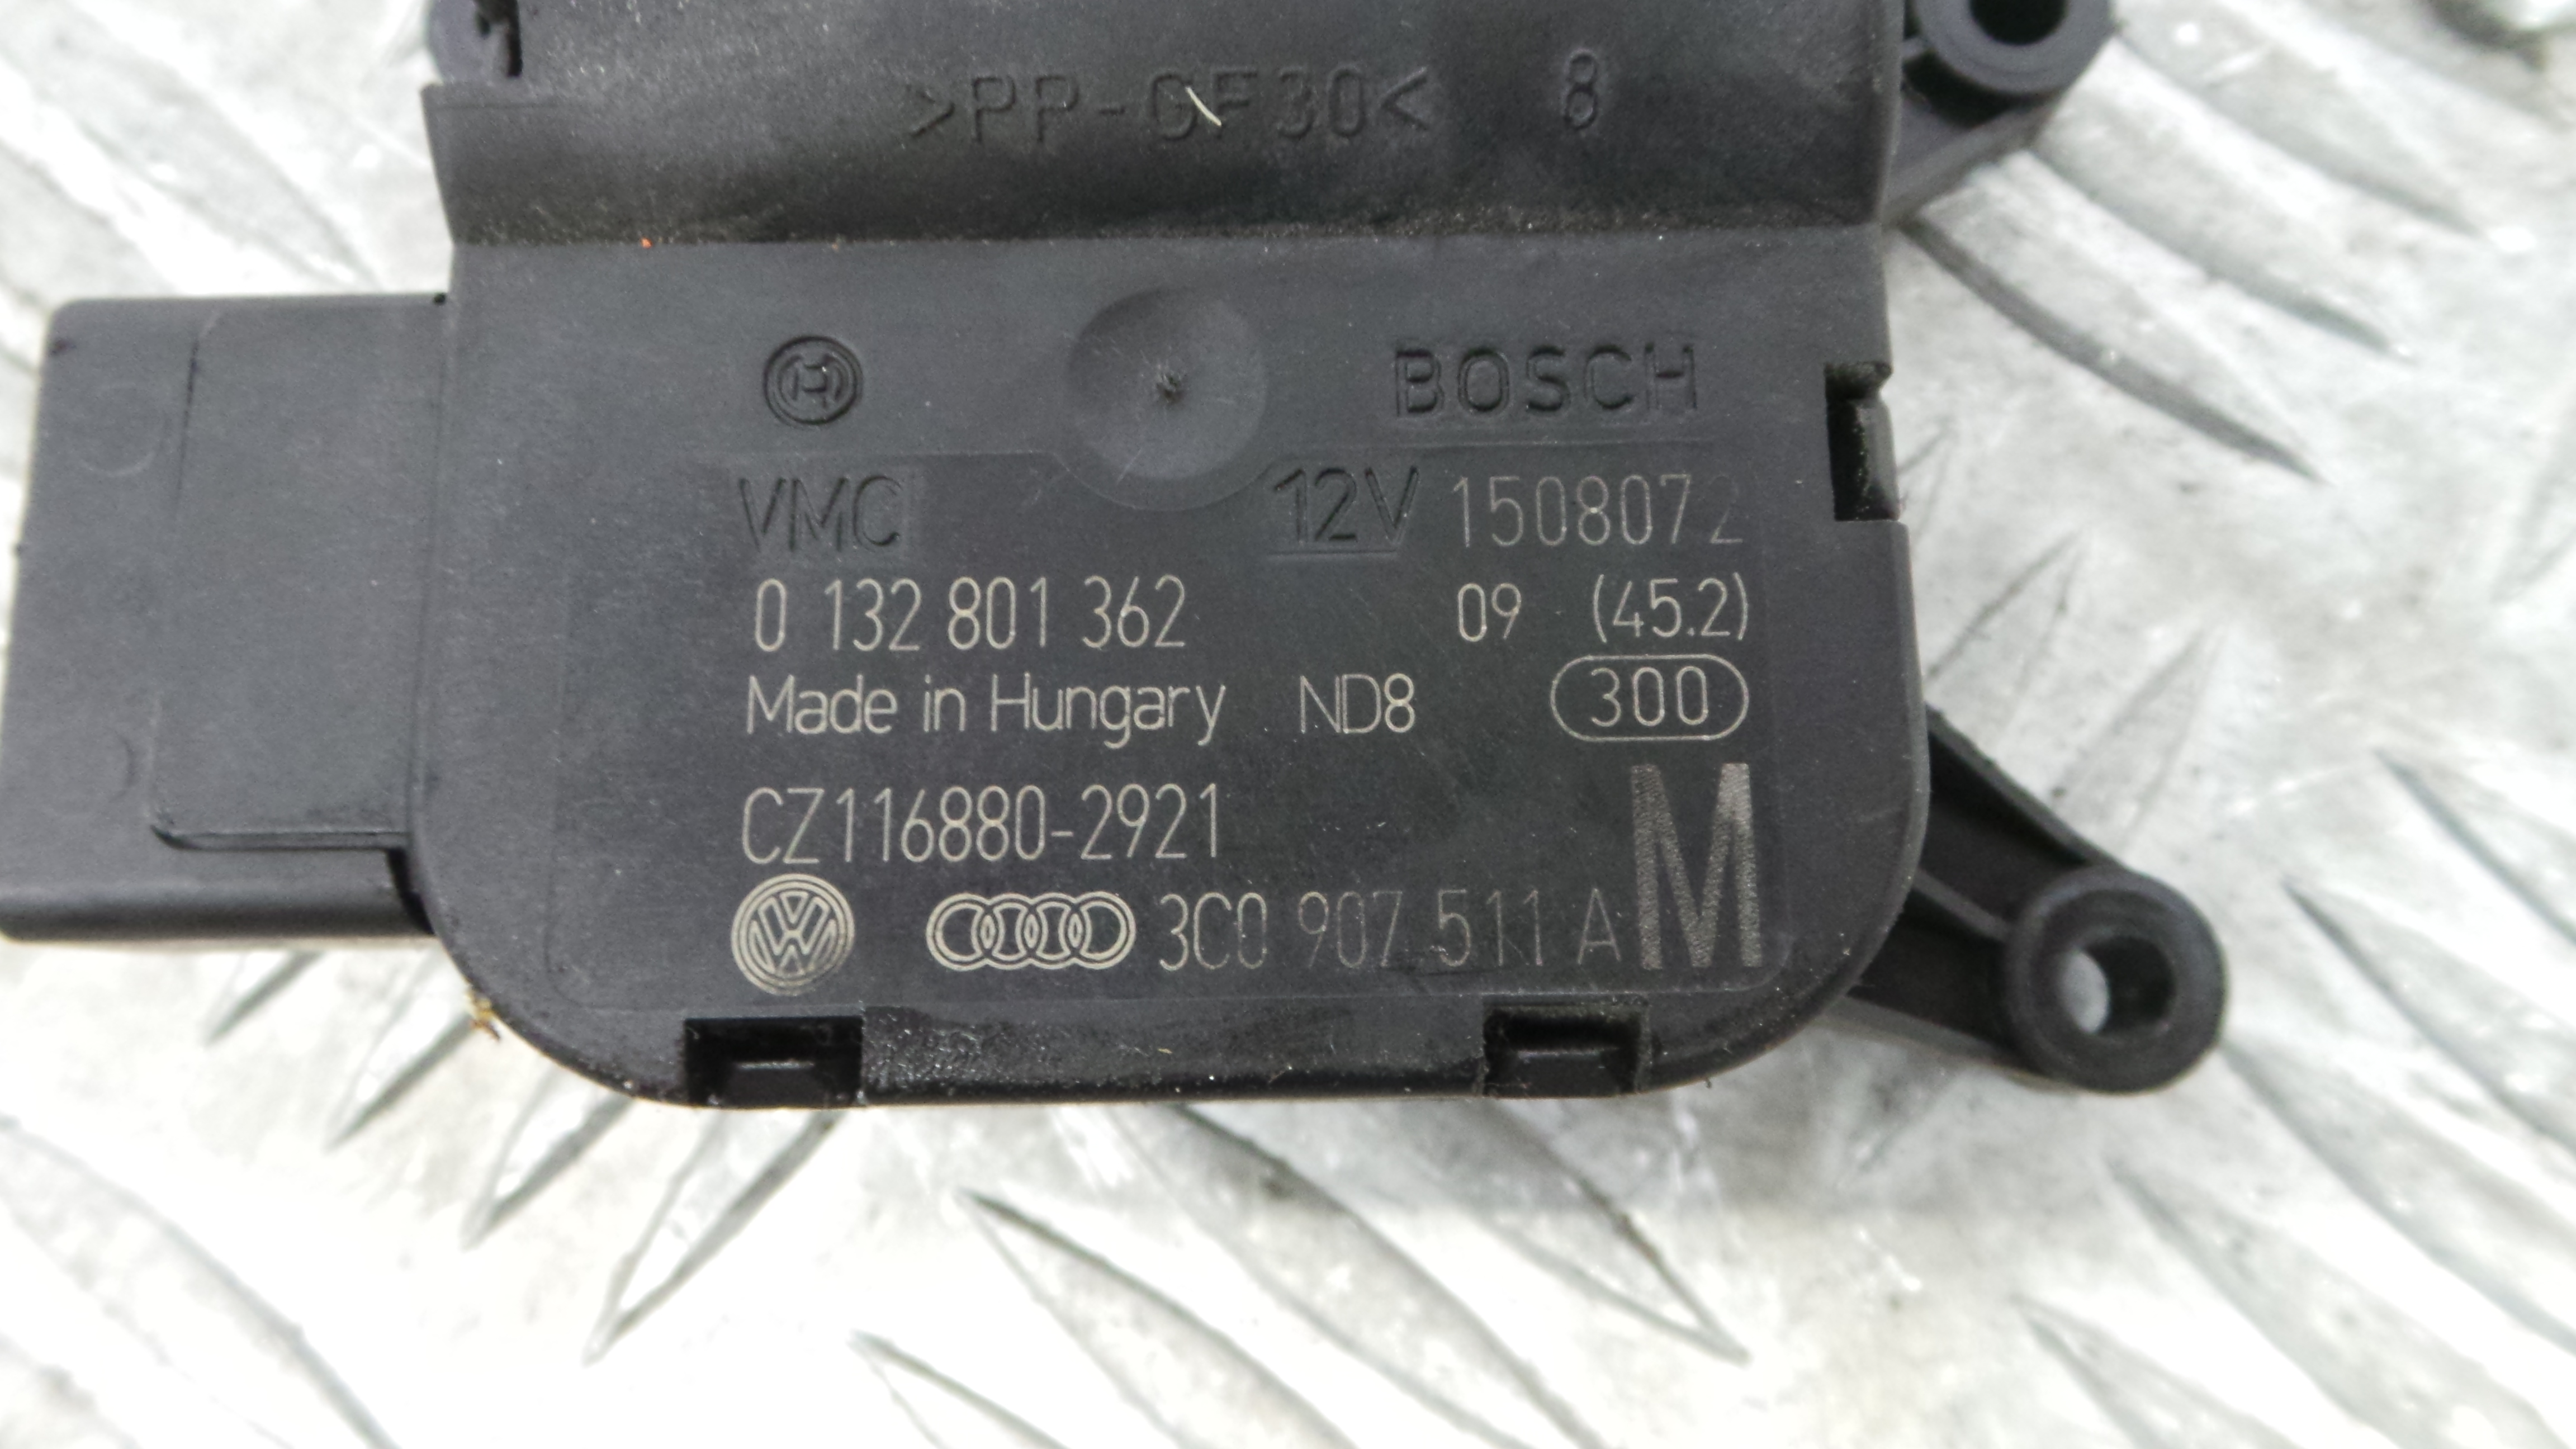 >PP-GF30< 8
H BOSCH
VMC 12V 1508072
0 132 801 362 09 (45.2)
Made in Hungary ND8 300
CZ116880-2921 M
VW 3C0 907 511 A